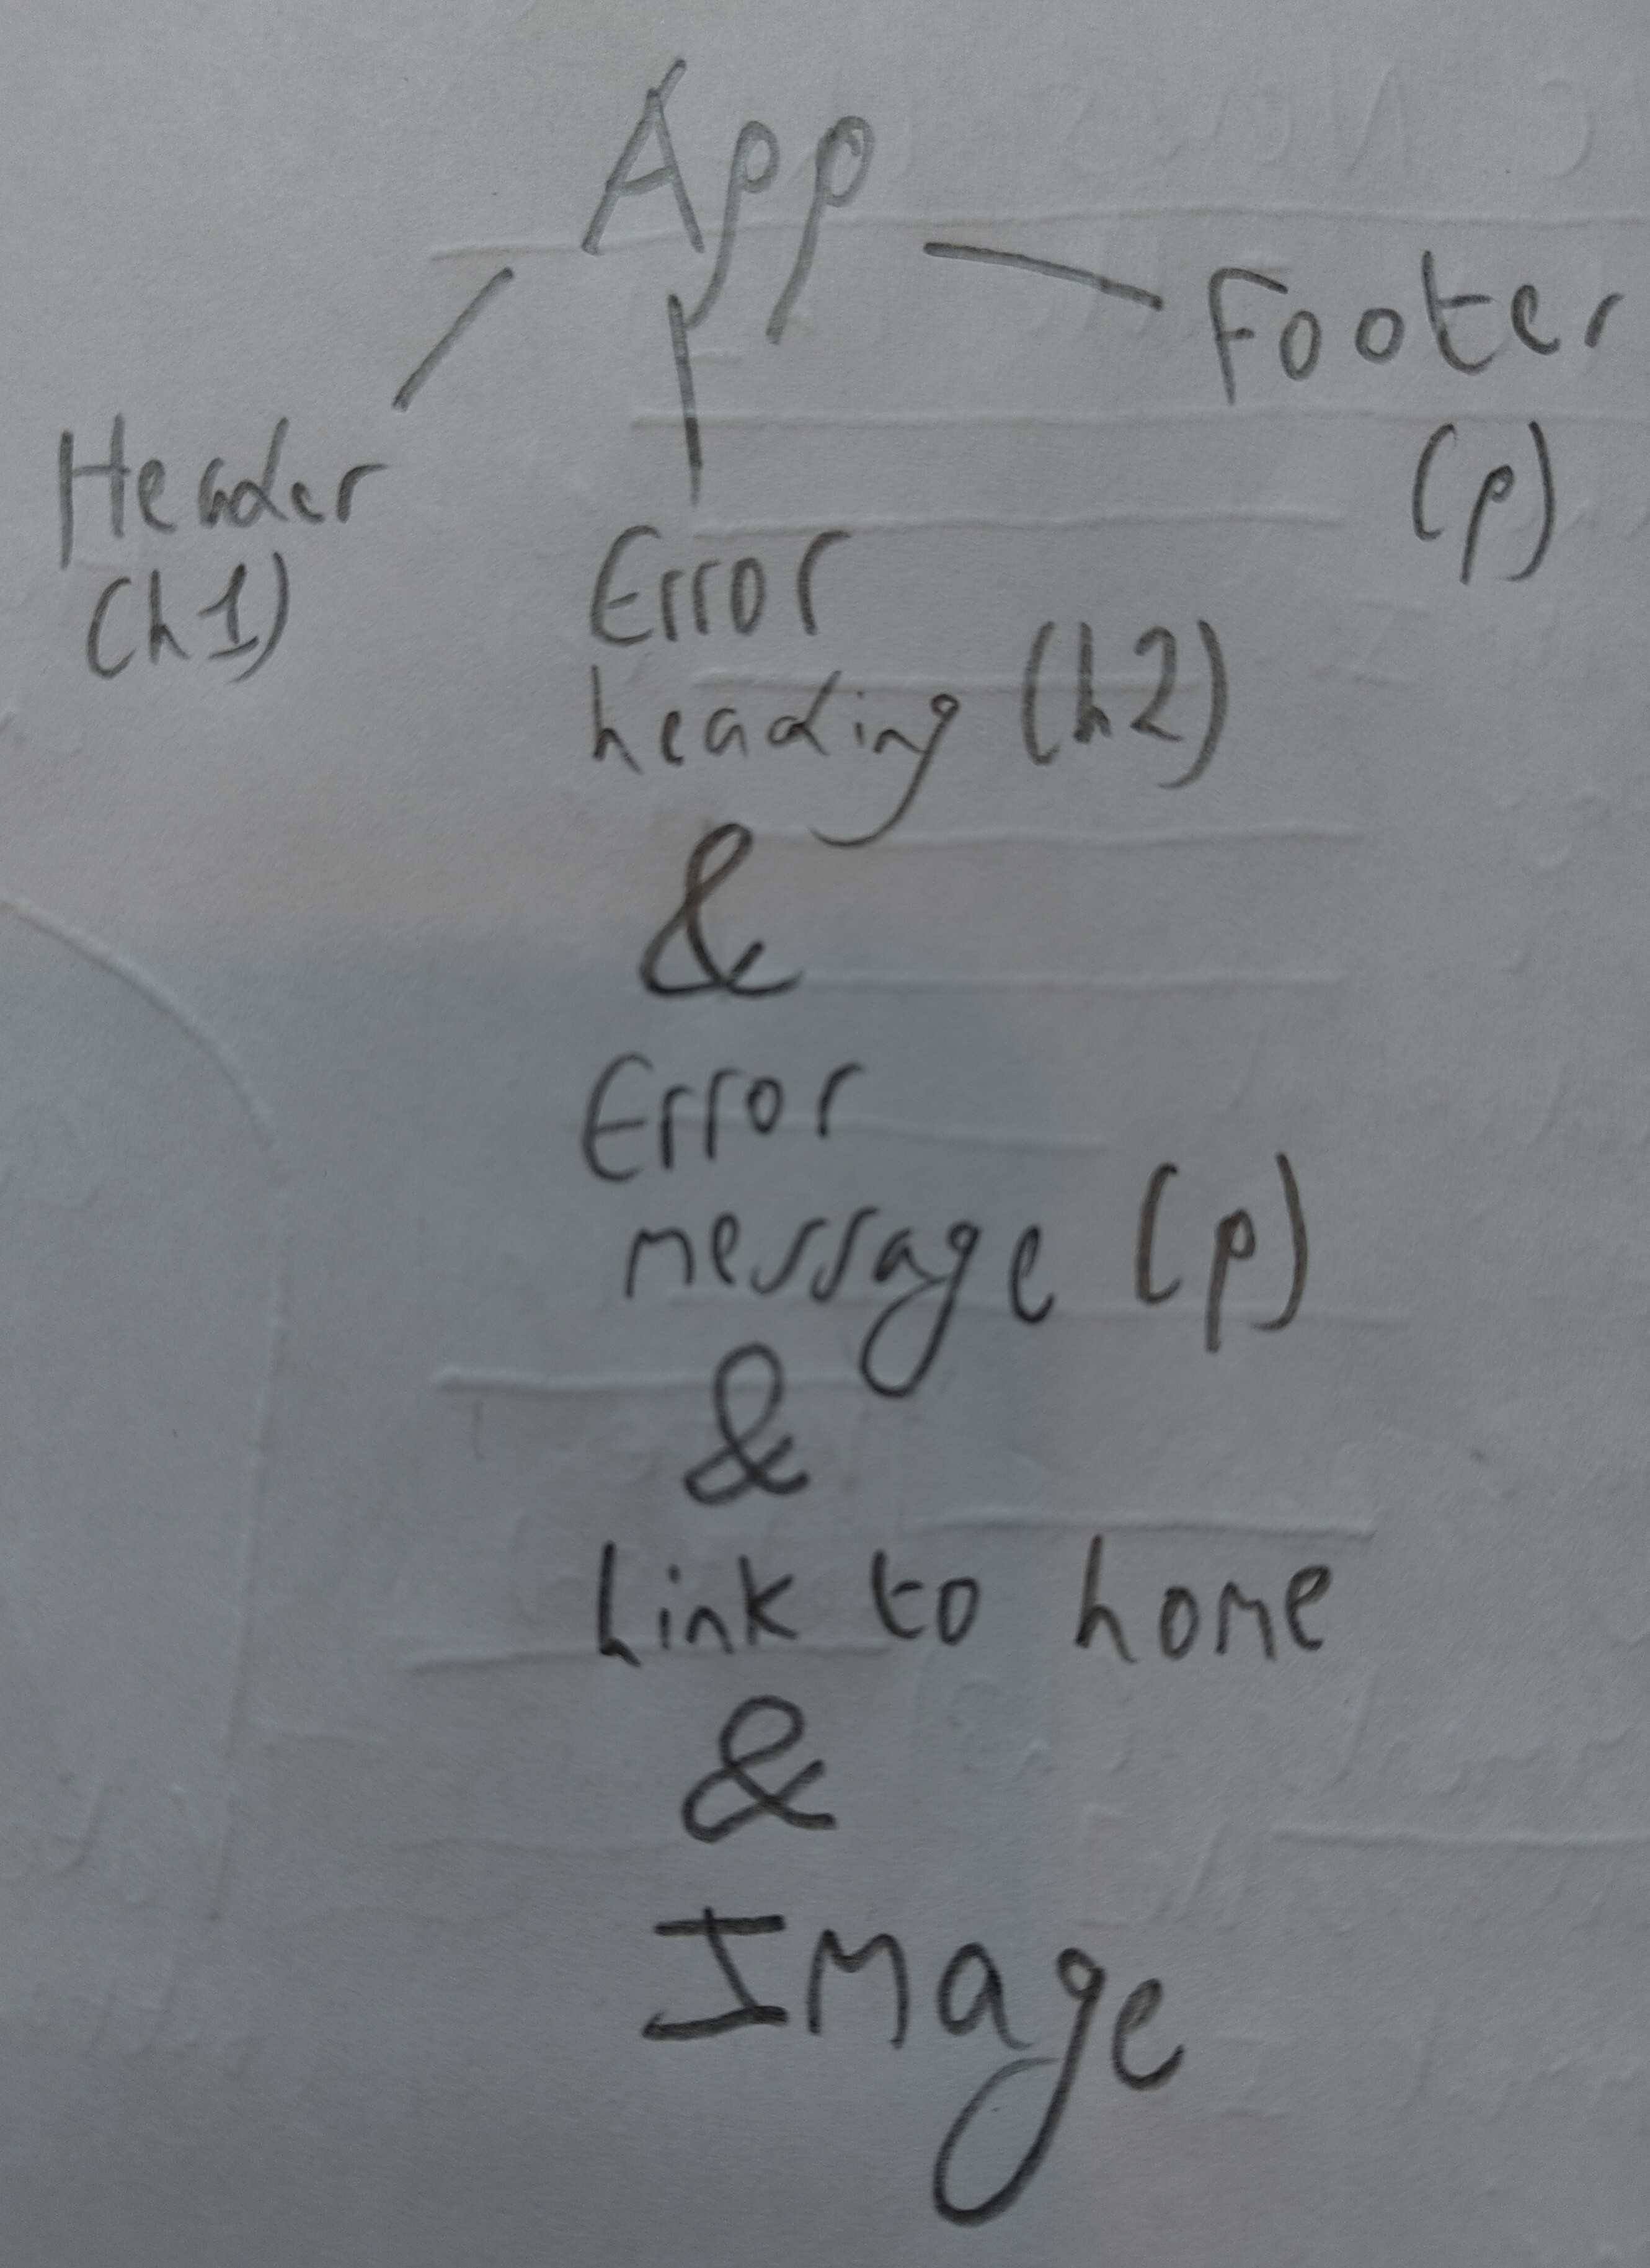 App
Header
(h1)
Footer
(p)
Error
heading (h2)
&
Error
message (p)
&
Link to home
&
Image